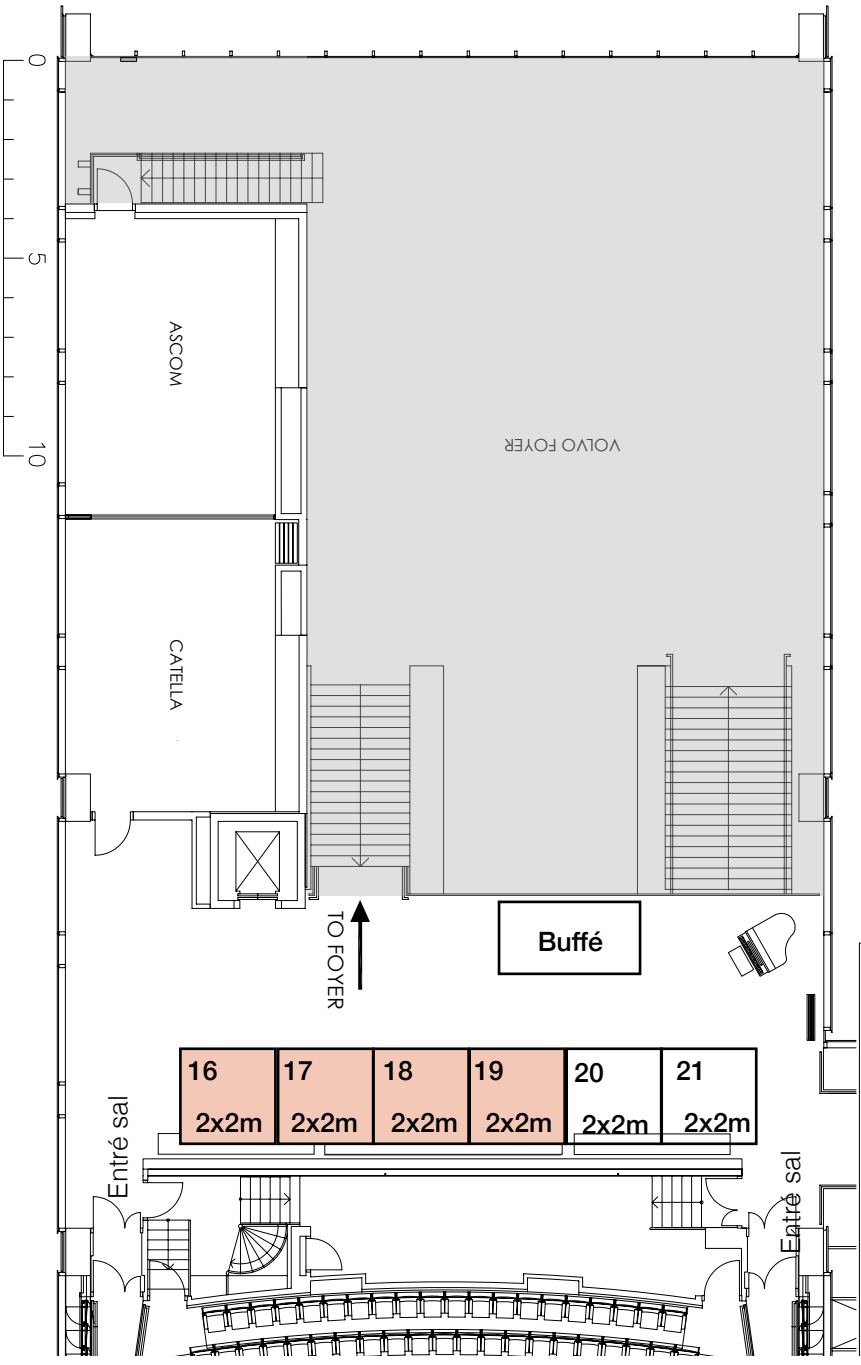 0
5
10
ASCOM
VOLVO FOYER
CATELLA
TO FOYER
Buffé
16
2x2m
17
2x2m
18
2x2m
19
2x2m
20
2x2m
21
2x2m
Entré sal
Entré sal